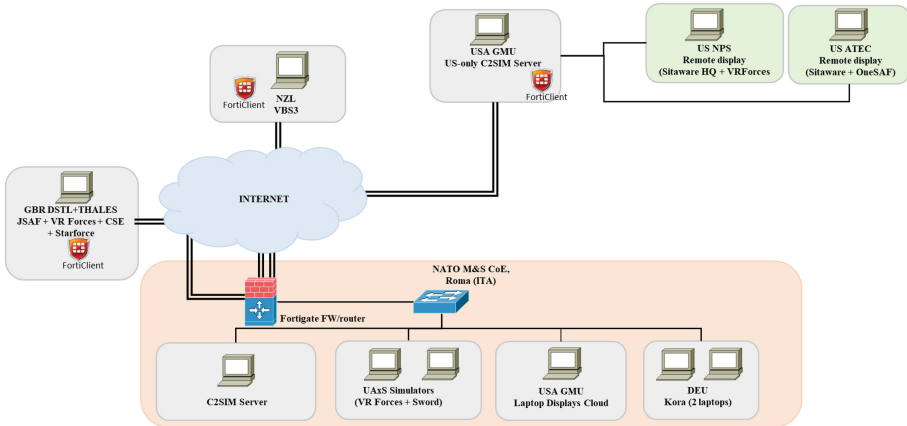 USA GMU
US-only C2SIM Server
FortiClient
US NPS
Remote display
(Sitaware HQ + VRForces
US ATEC
Remote display
(Sitaware + OneSAF)
FortiClient
NZL
VBS3
INTERNET
GBR DSTL+THALES
JSAF + VR Forces + CSE
+ Starforce
FortiClient
NATO M&S CoE,
Roma (ITA)
Fortigate FW/router
C2SIM Server
UAxS Simulators
(VR Forces + Sword)
USA GMU
Laptop Displays Cloud
DEU
Kora (2 laptops)